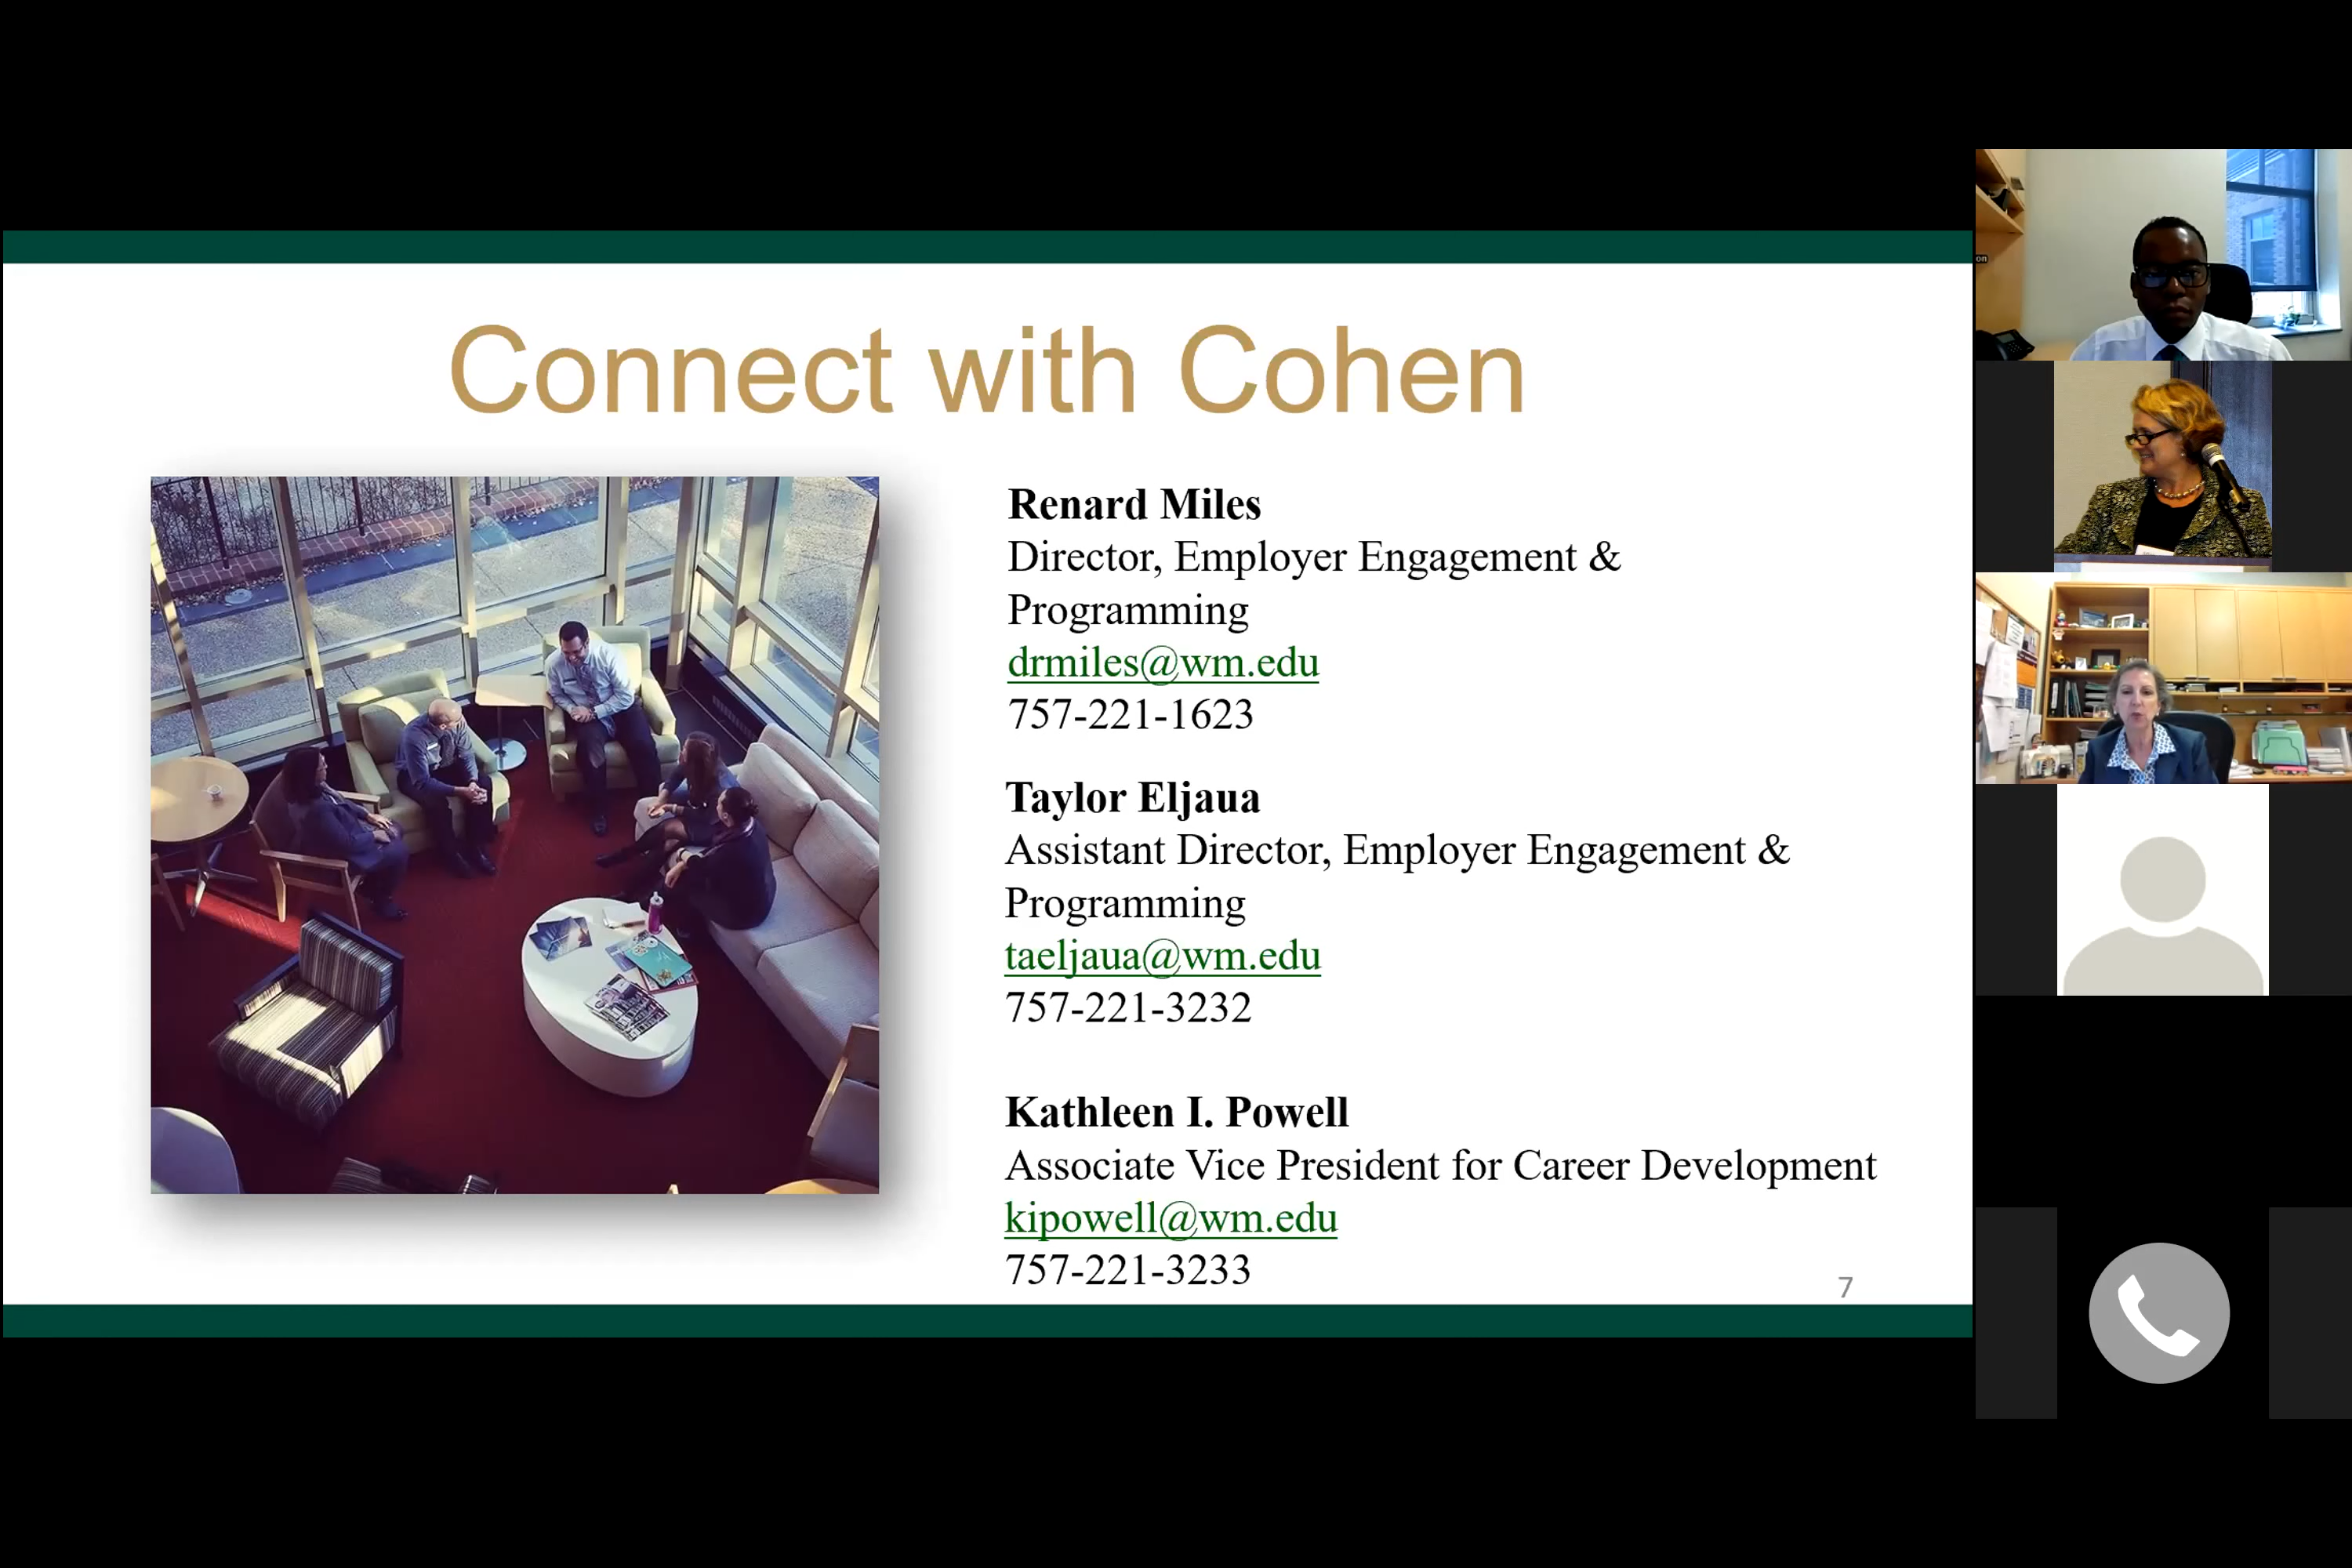 Connect with Cohen
Renard Miles
Director, Employer Engagement &
Programming
drmiles@wm.edu
757-221-1623
Taylor Eljaua
Assistant Director, Employer Engagement &
Programming
taeljaua@wm.edu
757-221-3232
Kathleen I. Powell
Associate Vice President for Career Development
kipowell@wm.edu
757-221-3233
7
on